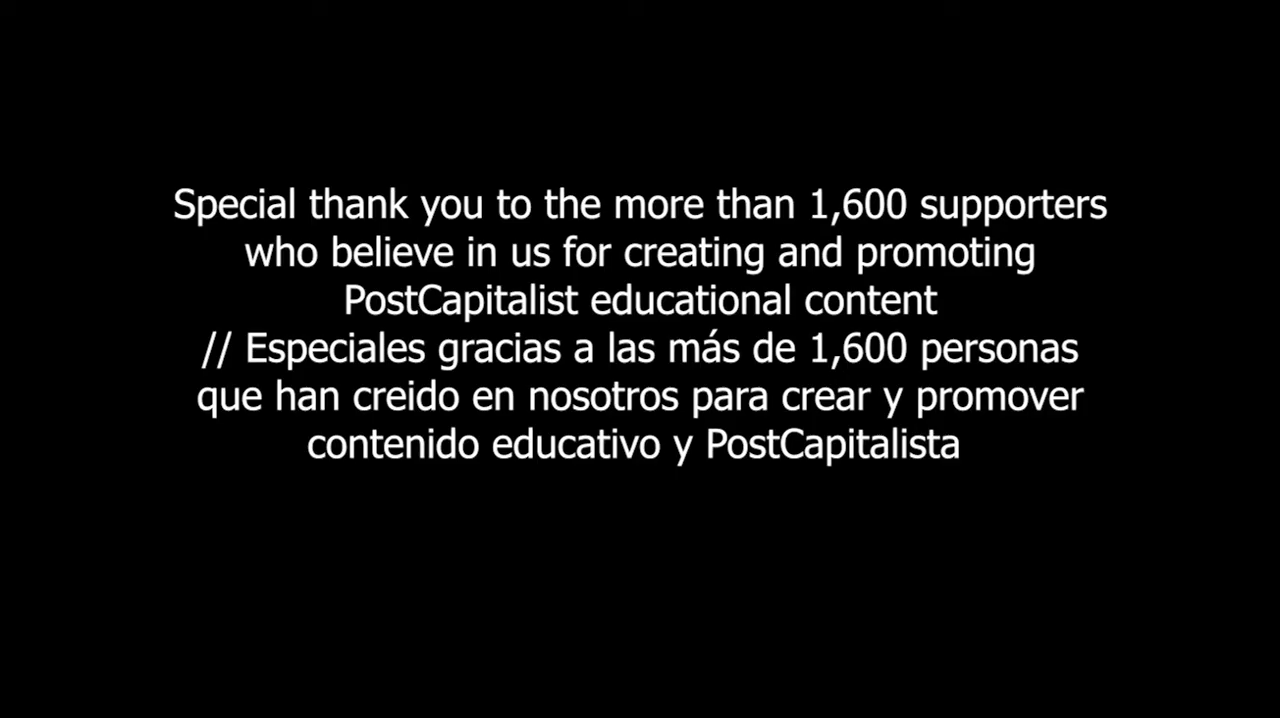 Special thank you to the more than 1,600 supporters
who believe in us for creating and promoting
PostCapitalist educational content
// Especiales gracias a las más de 1,600 personas
que han creido en nosotros para crear y promover
contenido educativo y PostCapitalista